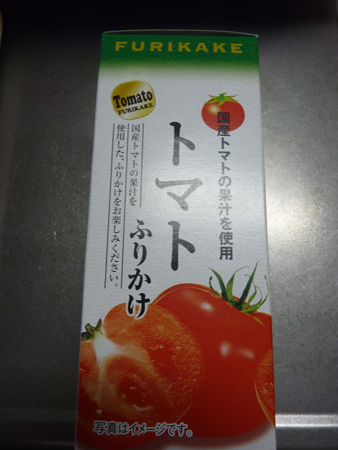 FURIKAKE
Tomato
FURIKAKE
国産トマトの果汁を使用
トマト
ふりかけ
国産トマトの果汁を
使用した、ふりかけをお楽しみください。
写真はイメージです。